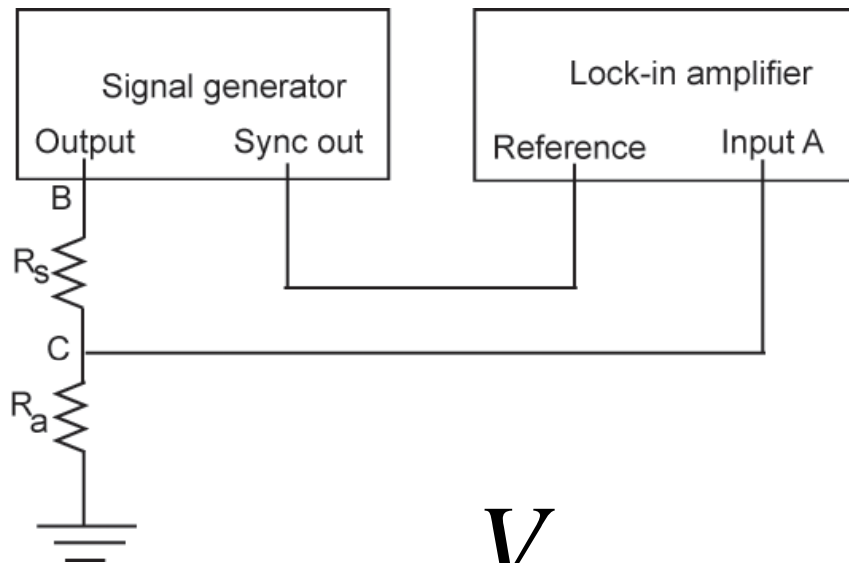 Signal generator
Output Sync out
Lock-in amplifier
Reference Input A
B
Rs
C
Ra
V